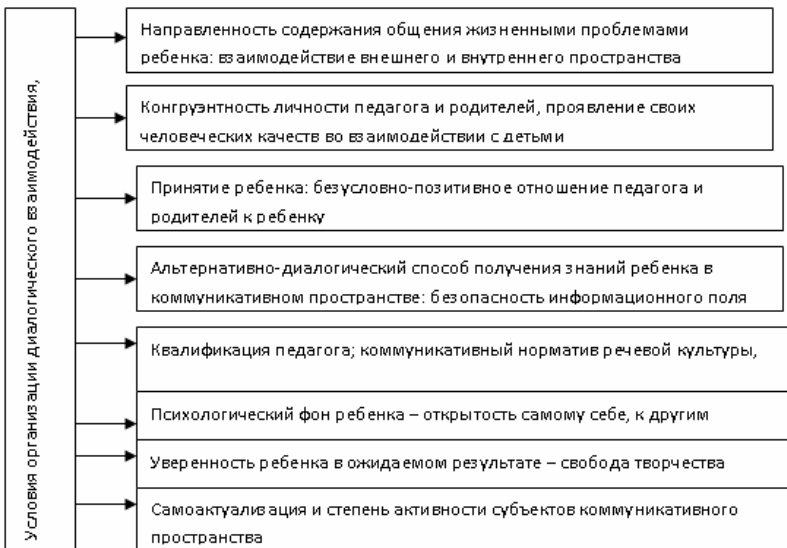 Условия организации диалогического взаимодействия,
Направленность содержания общения жизненными проблемами
ребенка: взаимодействие внешнего и внутреннего пространства
Конгруэнтность личности педагога и родителей, проявление своих
человеческих качеств во взаимодействии с детьми
Принятие ребенка: безусловно-позитивное отношение педагога и
родителей к ребенку
Альтернативно-диалогический способ получения знаний ребенка в
коммуникативном пространстве: безопасность информационного поля
Квалификация педагога; коммуникативный норматив речевой культуры,
Психологический фон ребенка – открытость самому себе, к другим
Уверенность ребенка в ожидаемом результате – свобода творчества
Самоактуализация и степень активности субъектов коммуникативного
пространства